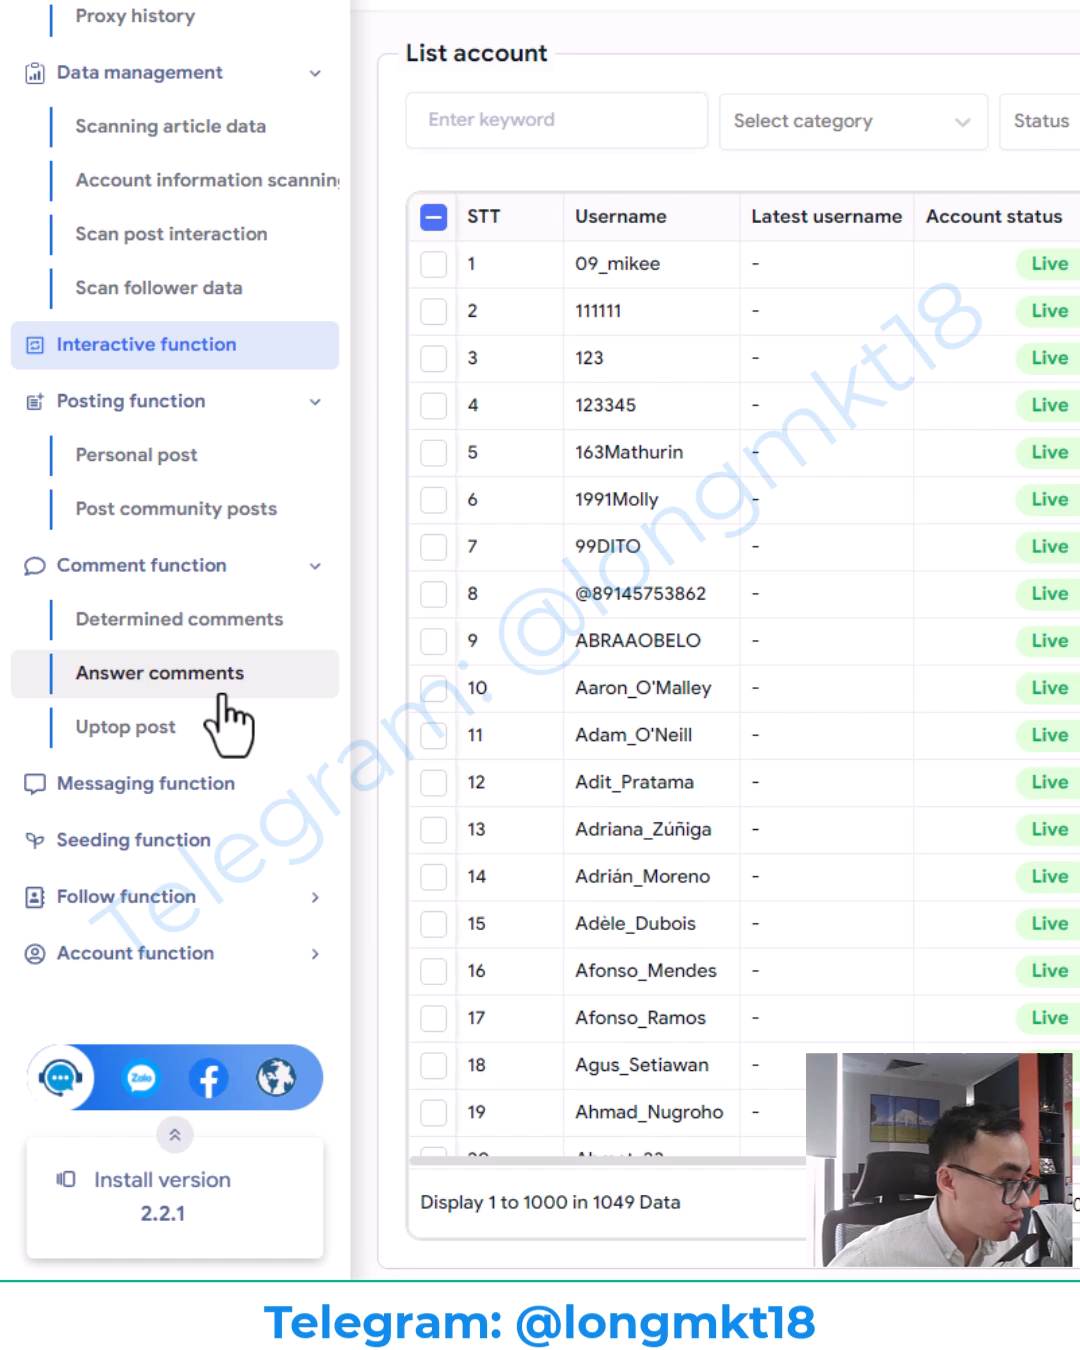 Proxy history
Data management
Scanning article data
Account information scanning
Scan post interaction
Scan follower data
Interactive function
Posting function
Personal post
Post community posts
Comment function
Determined comments
Answer comments
Uptop post
Messaging function
Seeding function
Follow function
Account function
Zalo
Install version
2.2.1
List account
Enter keyword
Select category
Status
STT Username Latest username Account status
1 09_mikee - Live
2 111111 - Live
3 123 - Live
4 123345 - Live
5 163Mathurin - Live
6 1991Molly - Live
7 99DITO - Live
8 @89145753862 - Live
9 ABRAAOBELO - Live
10 Aaron_O'Malley - Live
11 Adam_O'Neill - Live
12 Adit_Pratama - Live
13 Adriana_Zúñiga - Live
14 Adrián_Moreno - Live
15 Adèle_Dubois - Live
16 Afonso_Mendes - Live
17 Afonso_Ramos - Live
18 Agus_Setiawan -
19 Ahmad_Nugroho -
Display 1 to 1000 in 1049 Data
Telegram: @longmkt18
Telegram: @longmkt18